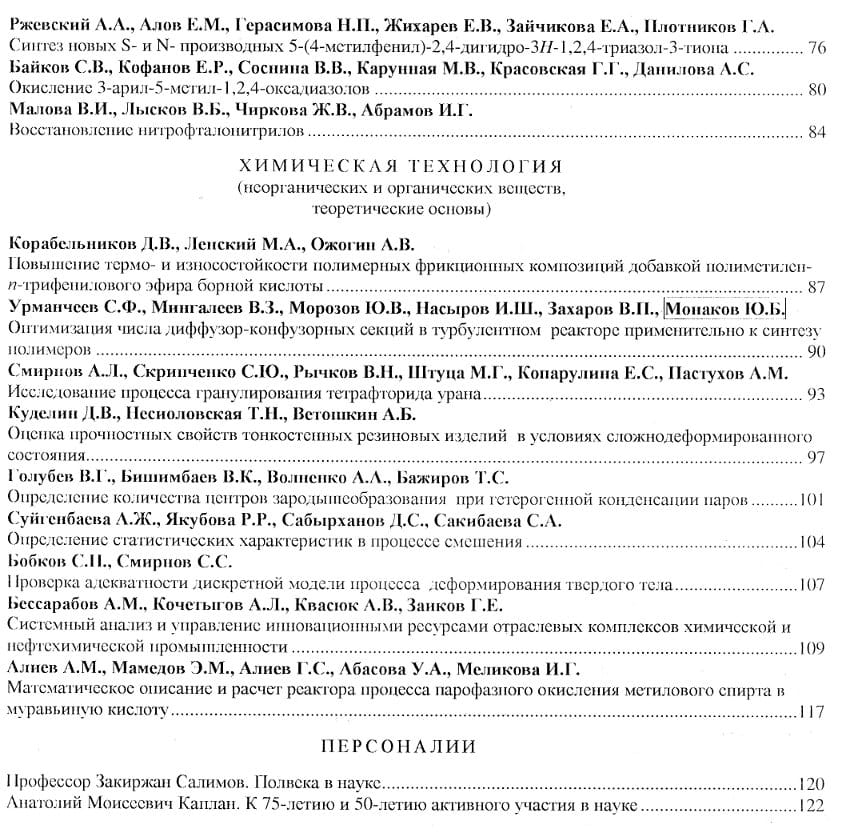 Ржевский А.А., Алов Е.М., Герасимова Н.П., Жихарев Е.В., Зайчикова Е.А., Плотников Г.А.
Синтез новых S- и N- производных 5-(4-метилфенил)-2,4-дигидро-3H-1,2,4-триазол-3-тиона .............. 76
Байков С.В., Кофанов Е.Р., Соснина В.В., Карунная М.В., Красовская Г.Г., Данилова А.С.
Окисление 3-арил-5-метил-1,2,4-оксадиазолов .............. 80
Малова В.И., Лысков В.Б., Чиркова Ж.В., Абрамов И.Г.
Восстановление нитрофталонитрилов .............. 84
ХИМИЧЕСКАЯ ТЕХНОЛОГИЯ
(неорганических и органических веществ,
теоретические основы)
Корабельников Д.В., Ленский М.А., Ожогин А.В.
Повышение термо- и износостойкости полимерных фрикционных композиций добавкой полиметилен-
п-трифенилового эфира борной кислоты .............. 87
Урманчеев С.Ф., Мингалеев В.З., Морозов Ю.В., Насыров И.Ш., Захаров В.П., Монаков Ю.Б.
Оптимизация числа диффузор-конфузорных секций в турбулентном реакторе применительно к синтезу
полимеров .............. 90
Смирнов А.Л., Скрипченко С.Ю., Рычков В.Н., Штуца М.Г., Копарулина Е.С., Пастухов А.М.
Исследование процесса гранулирования тетрафторида урана .............. 93
Куделин Д.В., Несиоловская Т.Н., Ветошкин А.Б.
Оценка прочностных свойств тонкостенных резиновых изделий в условиях сложнодеформированного
состояния .............. 97
Голубев В.Г., Бишимбаев В.К., Волненко А.А., Бажиров Т.С.
Определение количества центров зародышеобразования при гетерогенной конденсации паров .......... 101
Суйгенбаева А.Ж., Якубова Р.Р., Сабырханов Д.С., Сакибаева С.А.
Определение статистических характеристик в процессе смешения .............. 104
Бобков С.П., Смирнов С.С.
Проверка адекватности дискретной модели процесса деформирования твердого тела .............. 107
Бессарабов А.М., Кочетыгов А.Л., Квасюк А.В., Заиков Г.Е.
Системный анализ и управление инновационными ресурсами отраслевых комплексов химической и
нефтехимической промышленности .............. 109
Алиев А.М., Мамедов Э.М., Алиев Г.С., Абасова У.А., Меликова И.Г.
Математическое описание и расчет реактора процесса парофазного окисления метилового спирта в
муравьиную кислоту .............. 117
ПЕРСОНАЛИИ
Профессор Закиржан Салимов. Полвека в науке .............. 120
Анатолий Моисеевич Каплан. К 75-летию и 50-летию активного участия в науке .............. 122